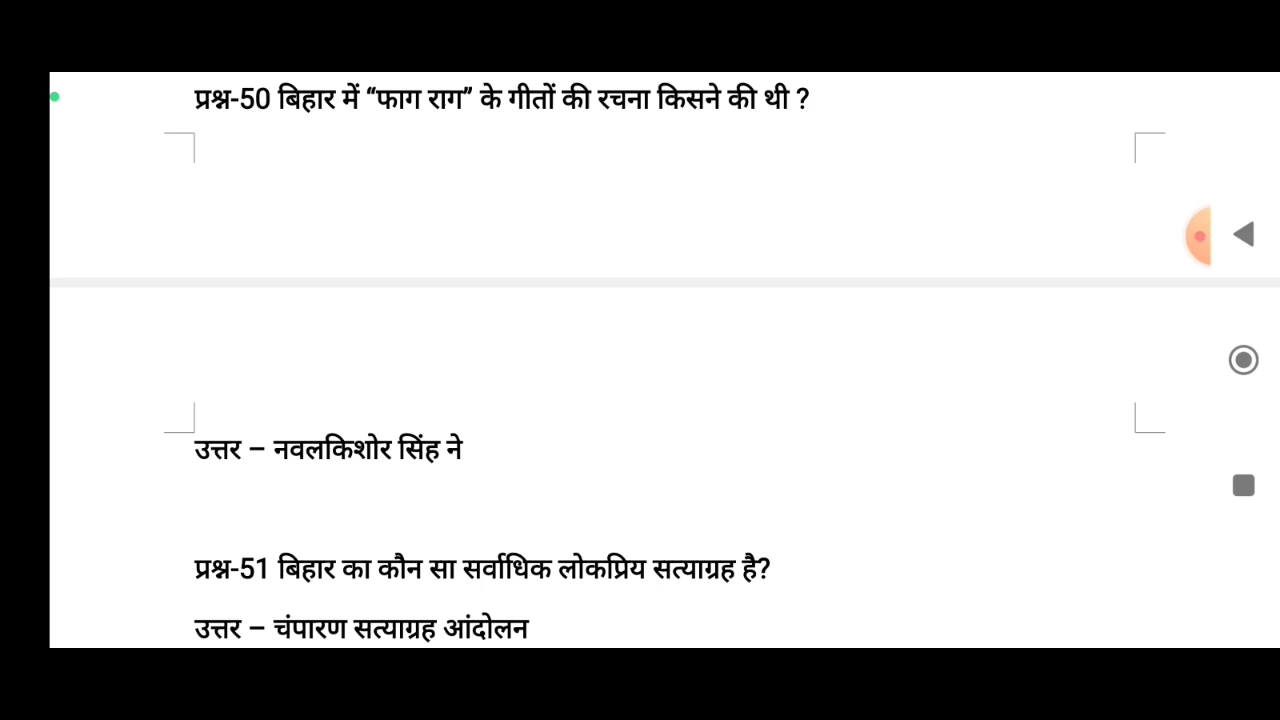 प्रश्न-50 बिहार में “फाग राग” के गीतों की रचना किसने की थी ?
उत्तर – नवलकिशोर सिंह ने
प्रश्न-51 बिहार का कौन सा सर्वाधिक लोकप्रिय सत्याग्रह है?
उत्तर – चंपारण सत्याग्रह आंदोलन